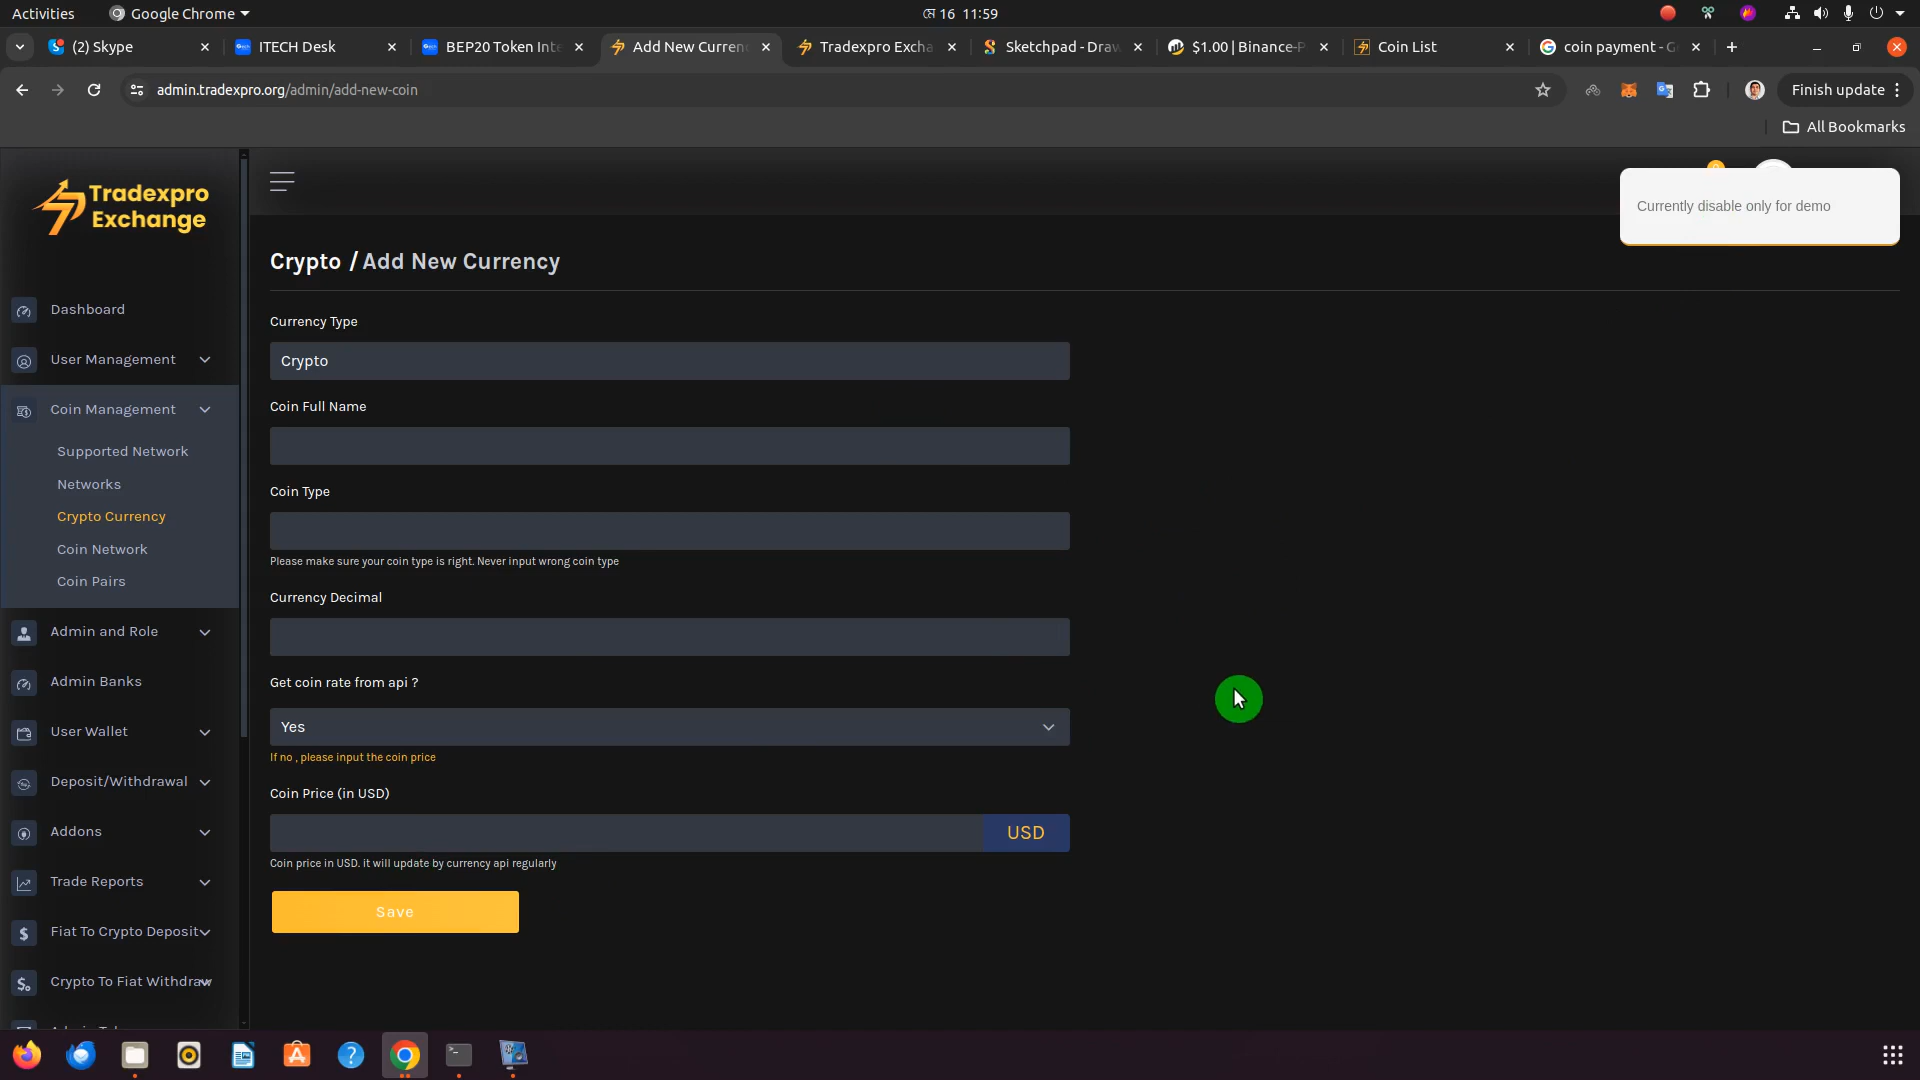 Activities
Google Chrome
মে 16 11:59
(2) Skype
ITECH Desk
BEP20 Token Inte
Add New Curren
Tradexpro Excha
Sketchpad - Draw
$1.00 | Binance-P
Coin List
coin payment - G
admin.tradexpro.org/admin/add-new-coin
Finish update
All Bookmarks
Tradexpro
Exchange
Currently disable only for demo
Crypto / Add New Currency
Dashboard
User Management
Coin Management
Supported Network
Networks
Crypto Currency
Coin Network
Coin Pairs
Admin and Role
Admin Banks
User Wallet
Deposit/Withdrawal
Addons
Trade Reports
Fiat To Crypto Deposit
Crypto To Fiat Withdraw
Currency Type
Crypto
Coin Full Name
Coin Type
Please make sure your coin type is right. Never input wrong coin type
Currency Decimal
Get coin rate from api ?
Yes
If no , please input the coin price
Coin Price (in USD)
USD
Coin price in USD. it will update by currency api regularly
Save